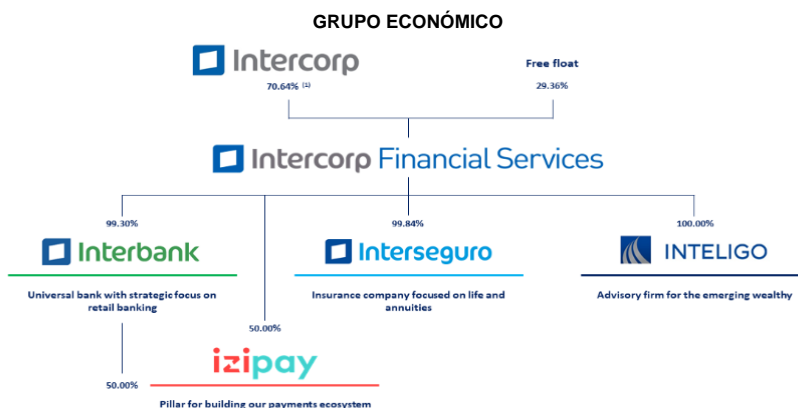 GRUPO ECONÓMICO
Intercorp
Free float
70.64% (1)
29.36%
Intercorp Financial Services
99.30%
99.84%
100.00%
Interbank
Interseguro
INTELIGO
Universal bank with strategic focus on
retail banking
Insurance company focused on life and
annuities
Advisory firm for the emerging wealthy
50.00%
izipay
50.00%
Pillar for building our payments ecosystem